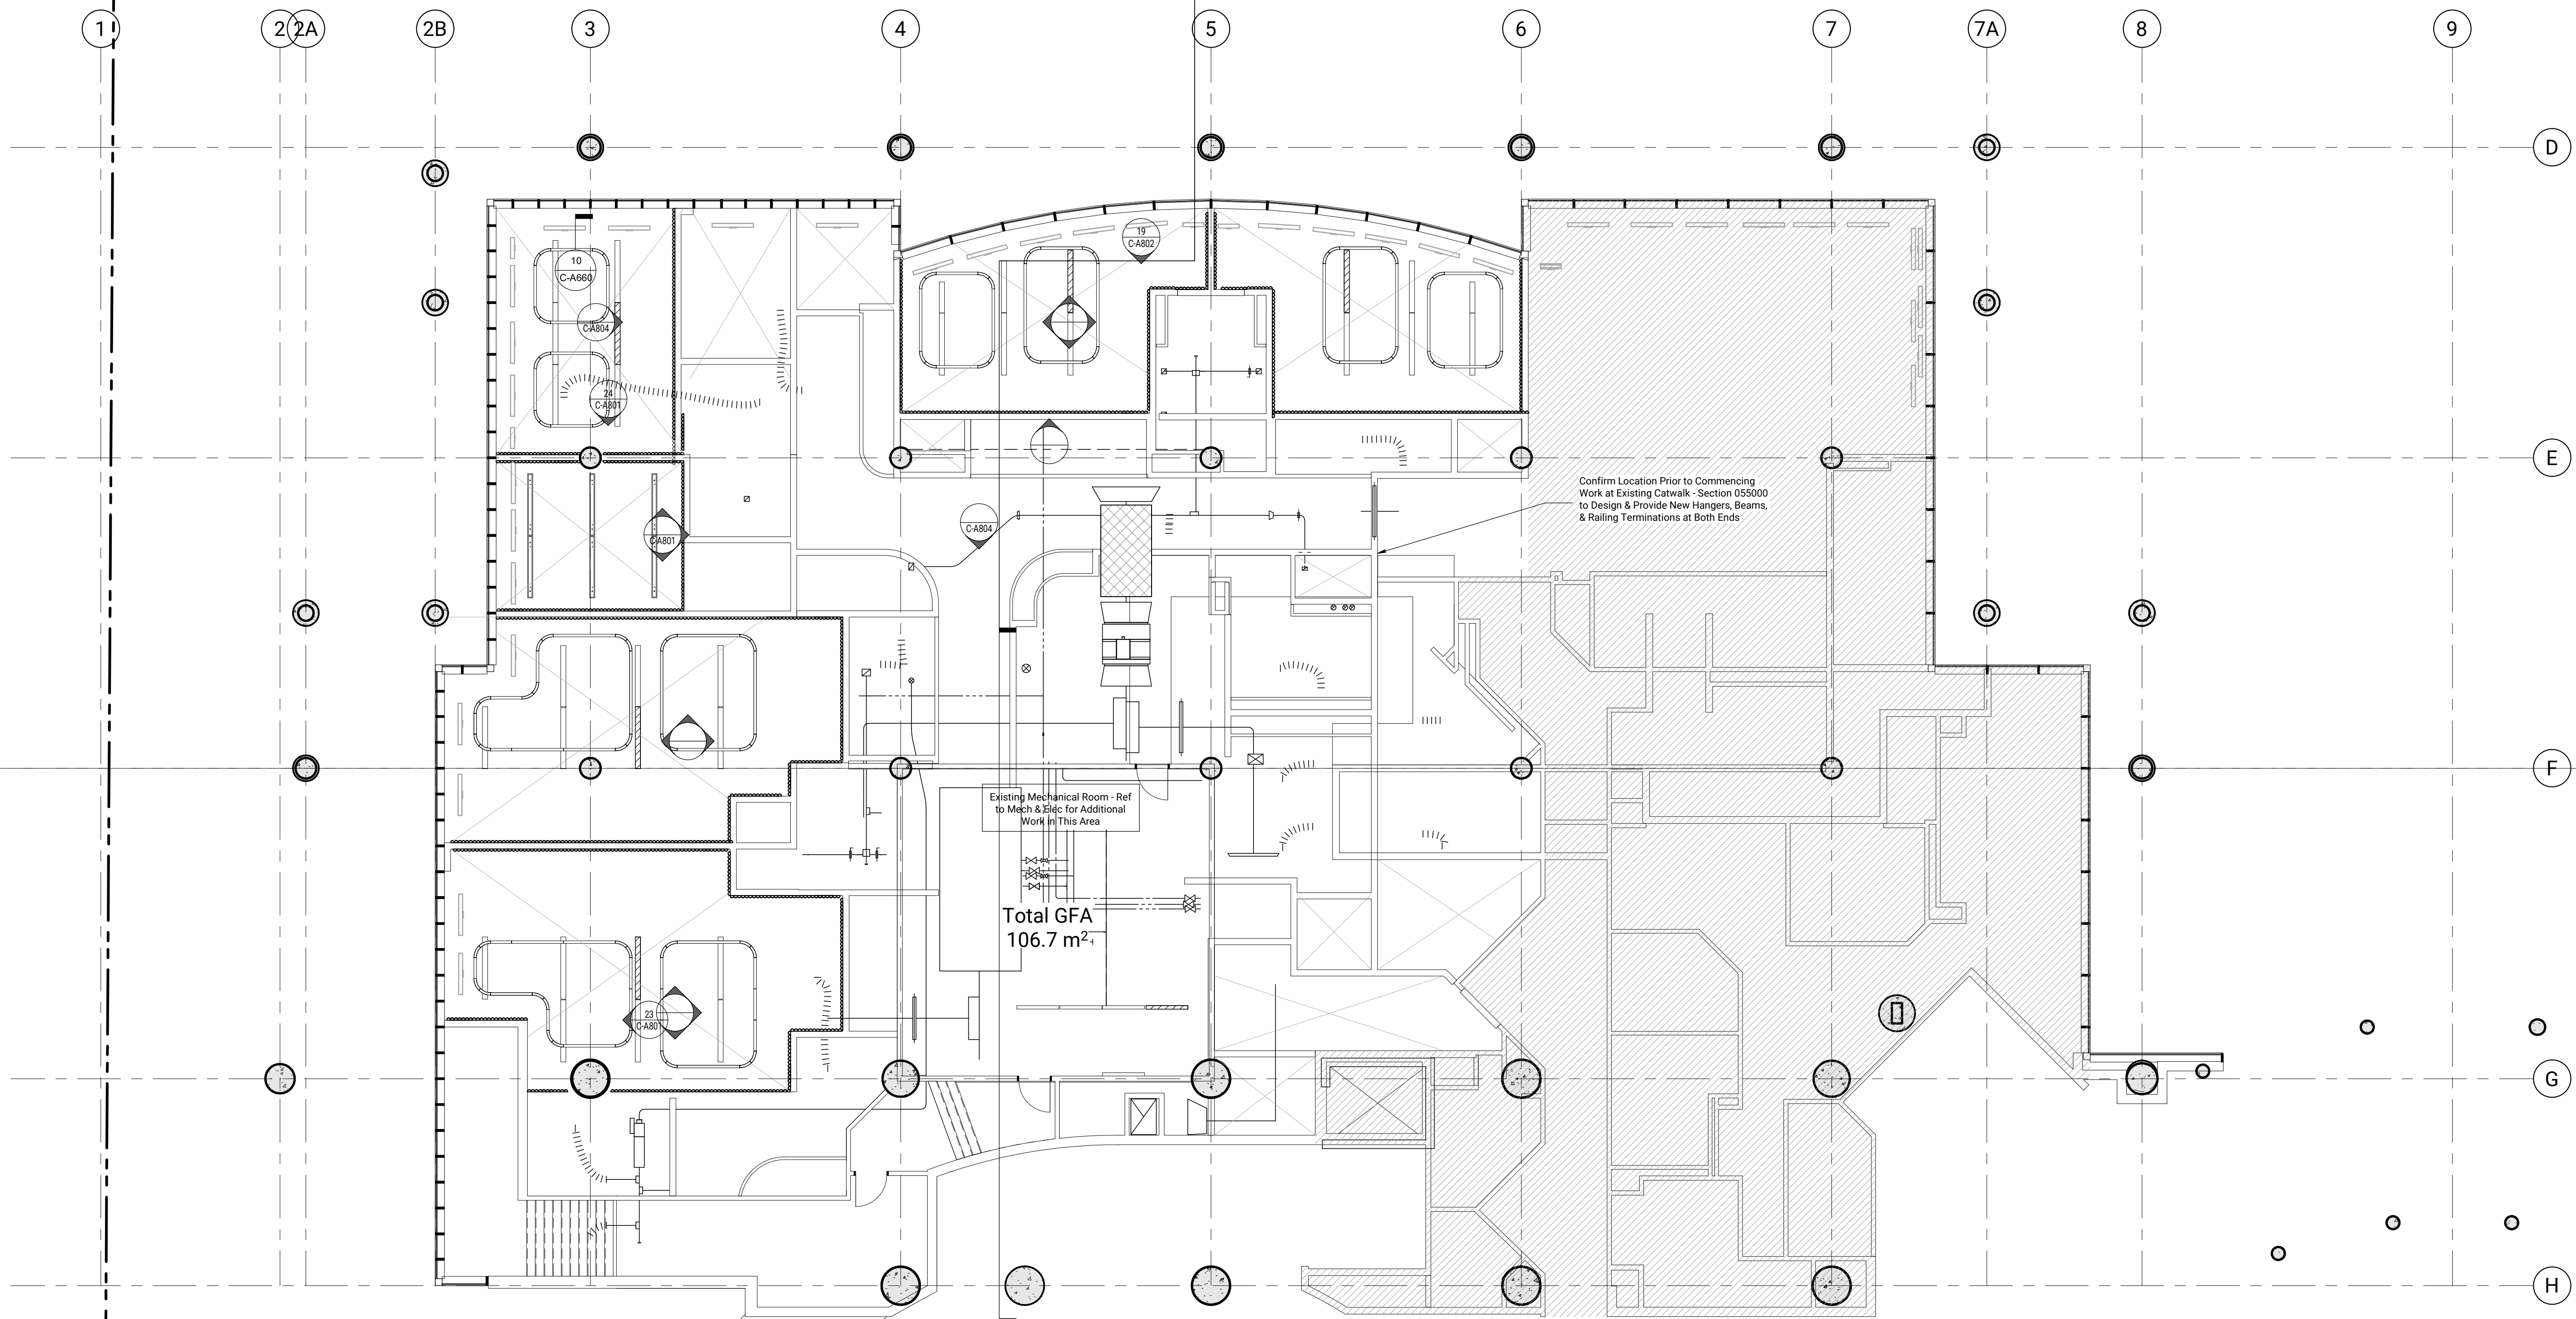 1
2
2A
2B
3
4
5
6
7
7A
8
9
D
19
C-A802
10
C-A660
C-A804
24
C-A801
E
Confirm Location Prior to Commencing
Work at Existing Catwalk - Section 055000
to Design & Provide New Hangers, Beams,
& Railing Terminations at Both Ends
C-A804
C-A801
F
Existing Mechanical Room - Ref
to Mech & Elec for Additional
Work in This Area
Total GFA
106.7 m²
23
C-A801
G
H